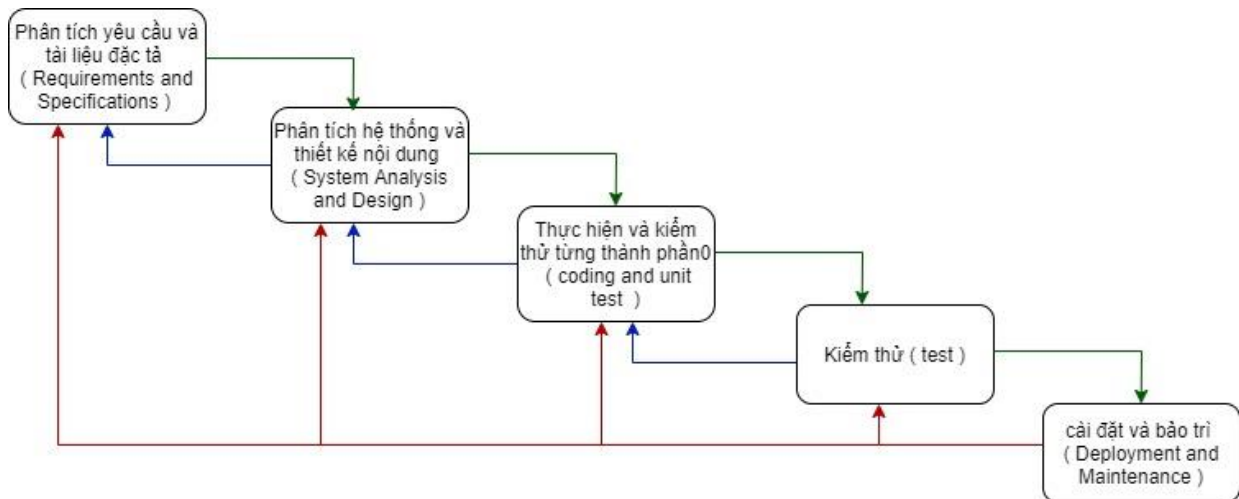 Phân tích yêu cầu và
tài liệu đặc tả
( Requirements and
Specifications )
Phân tích hệ thống và
thiết kế nội dung
( System Analysis
and Design )
Thực hiện và kiểm
thử từng thành phần0
( coding and unit
test )
Kiểm thử ( test )
cài đặt và bảo trì
( Deployment and
Maintenance )